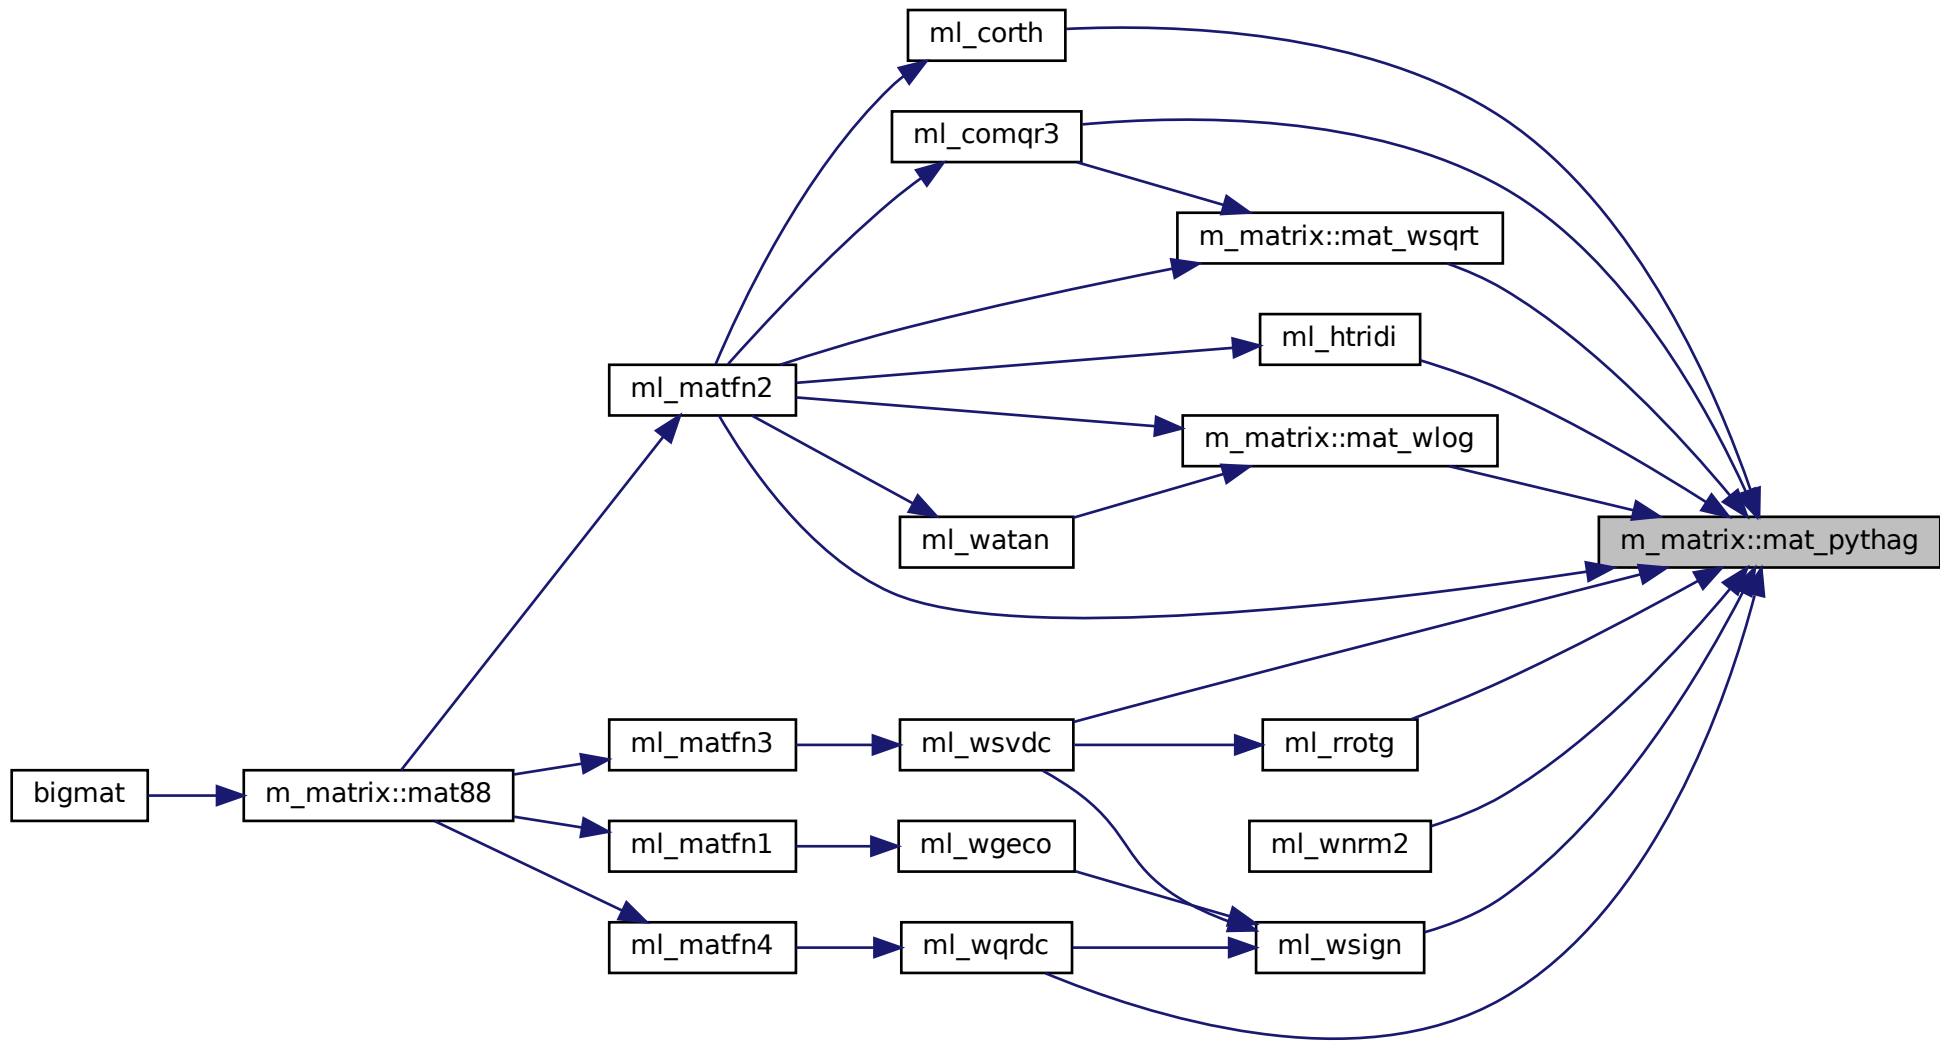 ml_corth
ml_comqr3
m_matrix::mat_wsqrt
ml_htridi
ml_matfn2
m_matrix::mat_wlog
ml_watan
m_matrix::mat_pythag
ml_matfn3
ml_wsvdc
ml_rrotg
bigmat
m_matrix::mat88
ml_matfn1
ml_wgeco
ml_wnrm2
ml_matfn4
ml_wqrdc
ml_wsign